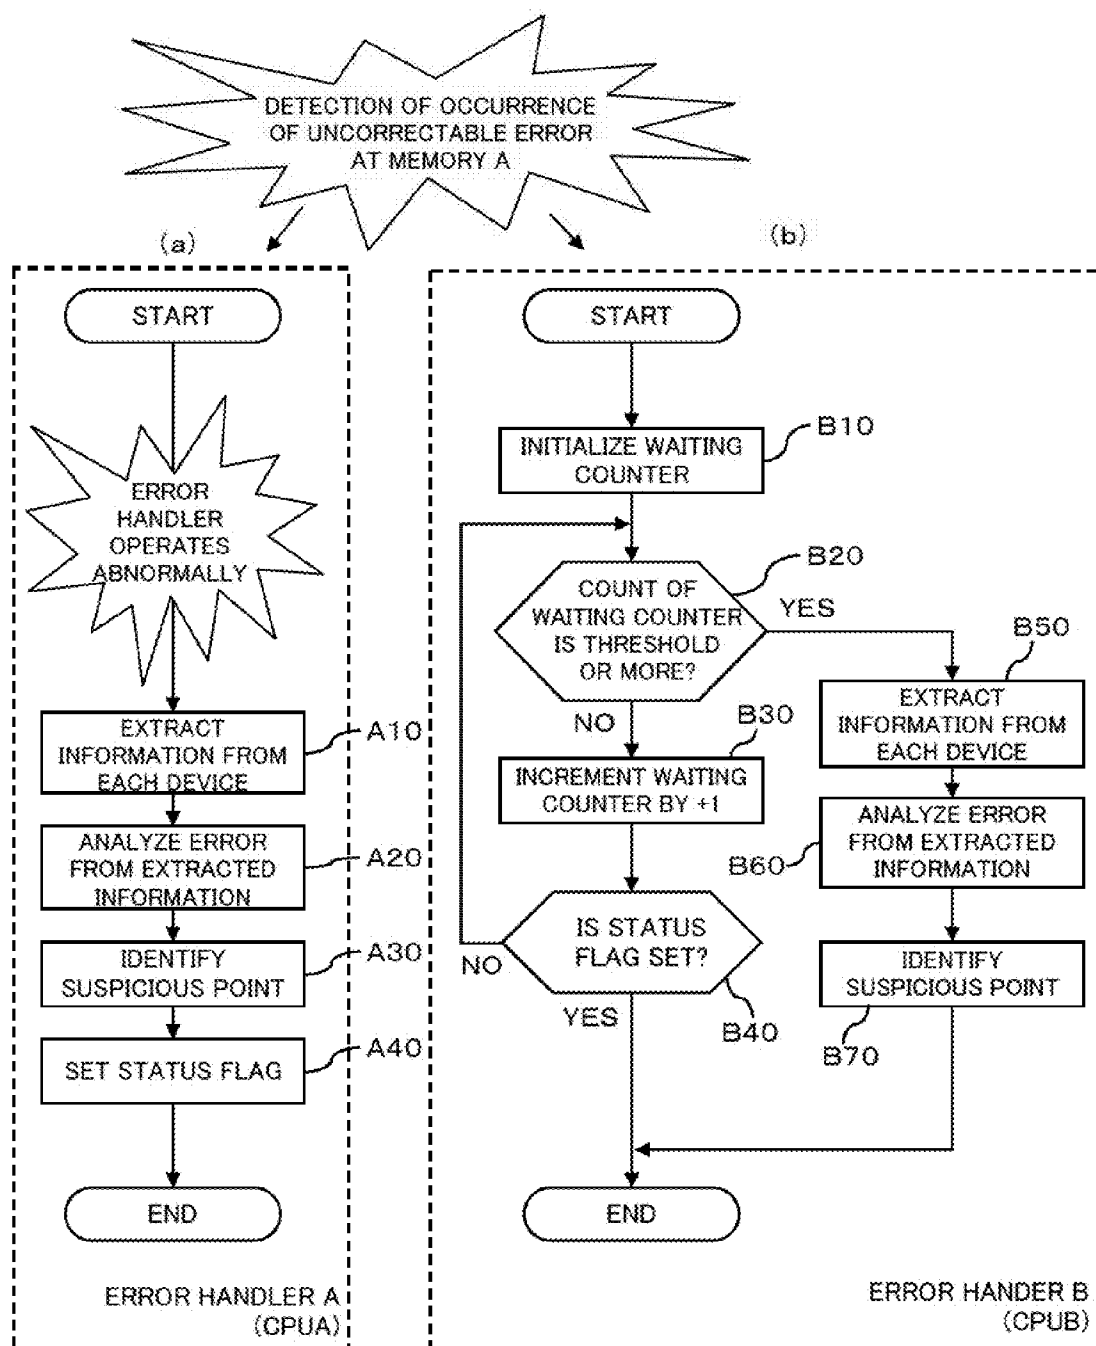 DETECTION OF OCCURRENCE
OF UNCORRECTABLE ERROR
AT MEMORY A
(a)
START
ERROR
HANDLER
OPERATES
ABNORMALLY
EXTRACT
INFORMATION FROM
EACH DEVICE
A10
ANALYZE ERROR
FROM EXTRACTED
INFORMATION
A20
IDENTIFY
SUSPICIOUS POINT
A30
SET STATUS FLAG
A40
END
ERROR HANDLER A
(CPUA)
(b)
START
INITIALIZE WAITING
COUNTER
B10
COUNT OF
WAITING COUNTER
IS THRESHOLD
OR MORE?
B20
YES
NO
INCREMENT WAITING
COUNTER BY +1
B30
IS STATUS
FLAG SET?
B40
NO
YES
EXTRACT
INFORMATION FROM
EACH DEVICE
B50
ANALYZE ERROR
FROM EXTRACTED
INFORMATION
B60
IDENTIFY
SUSPICIOUS POINT
B70
END
ERROR HANDER B
(CPUB)